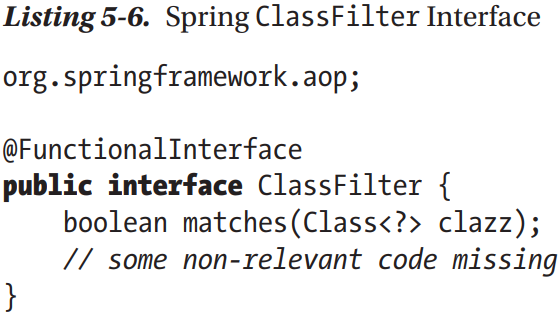 Listing 5-6. Spring ClassFilter Interface
org.springframework.aop;
@FunctionalInterface
public interface ClassFilter {
    boolean matches(Class<?> clazz);
    // some non-relevant code missing
}